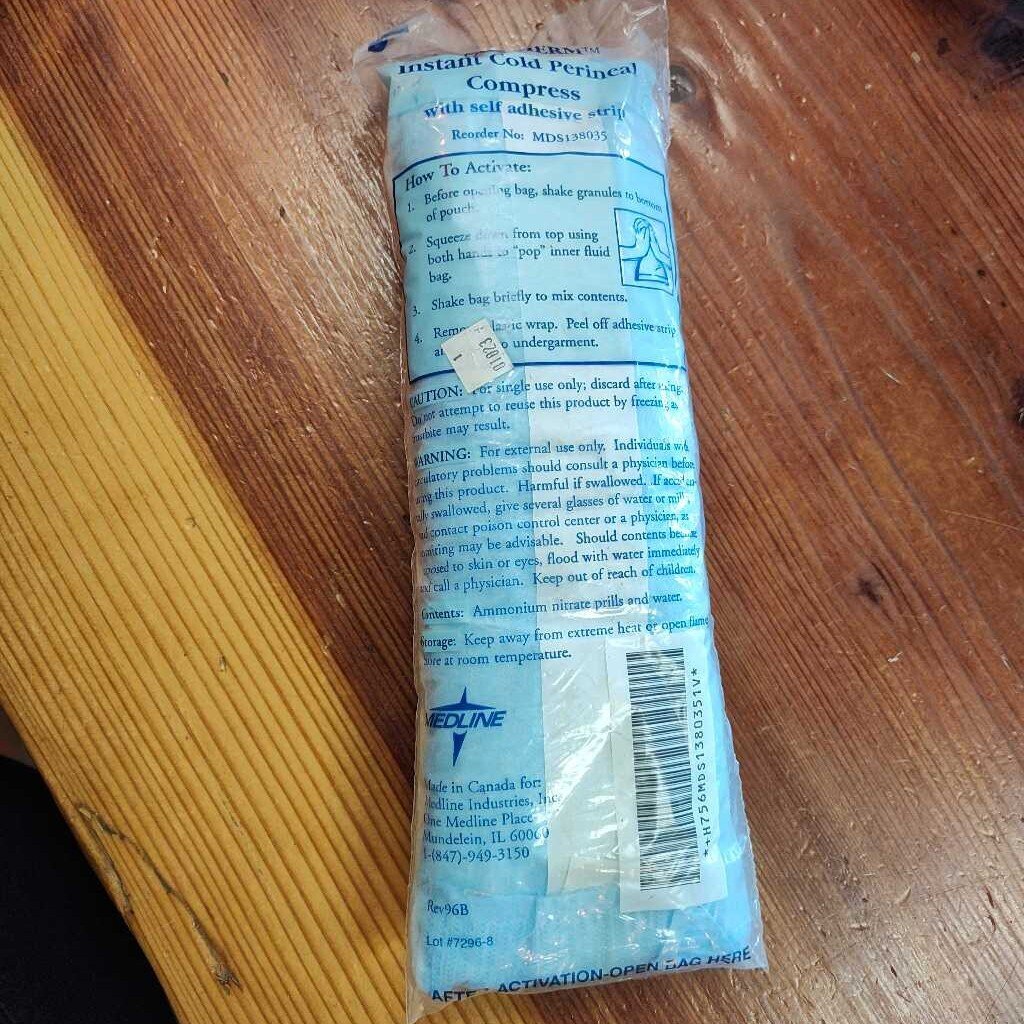 Instant Cold Perineal
Compress
with self adhesive strip
Reorder No: MDS138035
How To Activate:
1. Before opening bag, shake granules to bottom
of pouch.
2. Squeeze down from top using
both hands to "pop" inner fluid
bag.
3. Shake bag briefly to mix contents.
4. wrap. Peel off adhesive strip
undergarment.
01023
1
CAUTION: For single use only; discard after using.
Do not attempt to reuse this product by freezing as
may result.
WARNING: For external use only. Individuals with
circulatory problems should consult a physician before
using this product. Harmful if swallowed. If
swallowed, give several glasses of water or milk
and contact poison control center or a physician, as
vomiting may be advisable. Should contents
exposed to skin or eyes, flood with water immediately
and call a physician. Keep out of reach of children.
Contents: Ammonium nitrate prills and water.
Storage: Keep away from extreme heat or open flame
at room temperature.
MEDLINE
Made in Canada for:
Medline Industries, Inc.
One Medline Place
Mundelein, IL 60060
1-(847)-949-3150
*+H756MDS1380351V*
Rev96B
Lot #7296-8
AFTER ACTIVATION-OPEN BAG HERE